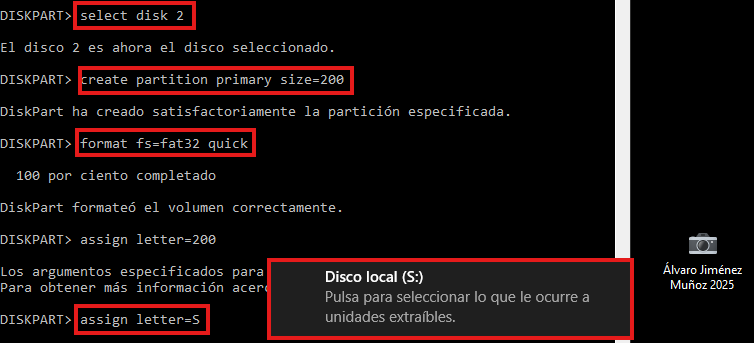 DISKPART> select disk 2
El disco 2 es ahora el disco seleccionado.
DISKPART> create partition primary size=200
DiskPart ha creado satisfactoriamente la partición especificada.
DISKPART> format fs=fat32 quick
100 por ciento completado
DiskPart formateó el volumen correctamente.
DISKPART> assign letter=200
Los argumentos especificados para
Para obtener más información
DISKPART> assign letter=S
Disco local (S:)
Pulsa para seleccionar lo que le ocurre a
unidades extraíbles.
Álvaro Jiménez
Muñoz 2025